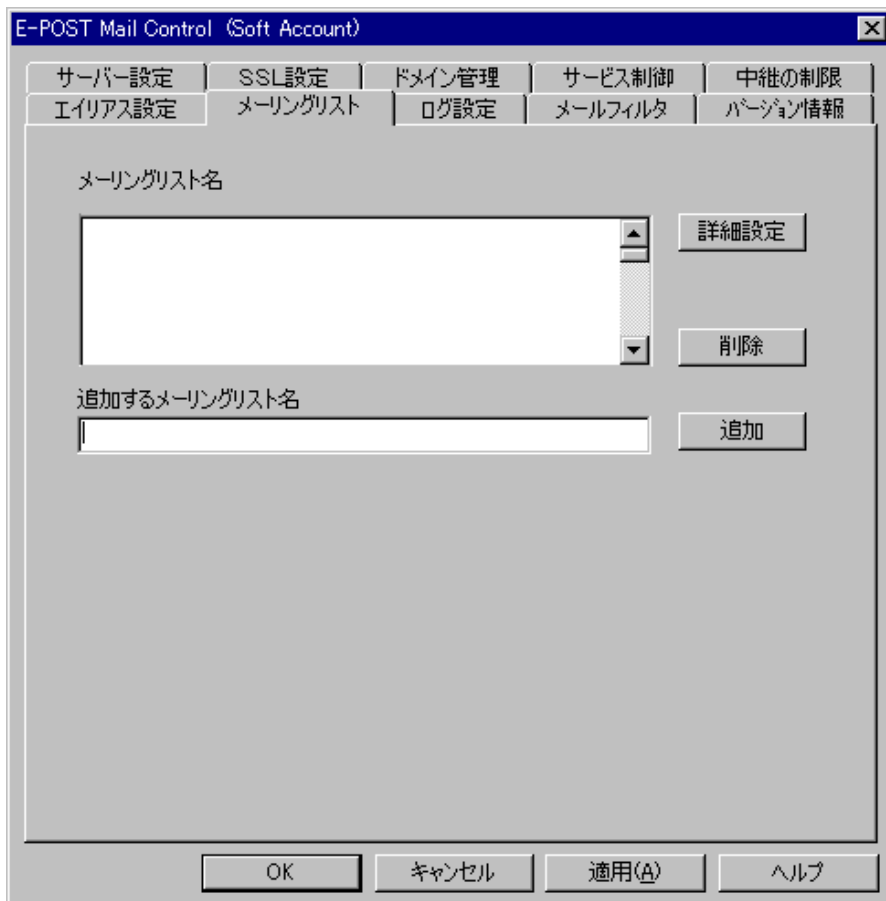 E-POST Mail Control (Soft Account)
サーバー設定 SSL設定 ドメイン管理 サービス制御 中継の制限
エイリアス設定 メーリングリスト ログ設定 メールフィルタ バージョン情報
メーリングリスト名
詳細設定
削除
追加するメーリングリスト名
追加
OK キャンセル 適用(A) ヘルプ